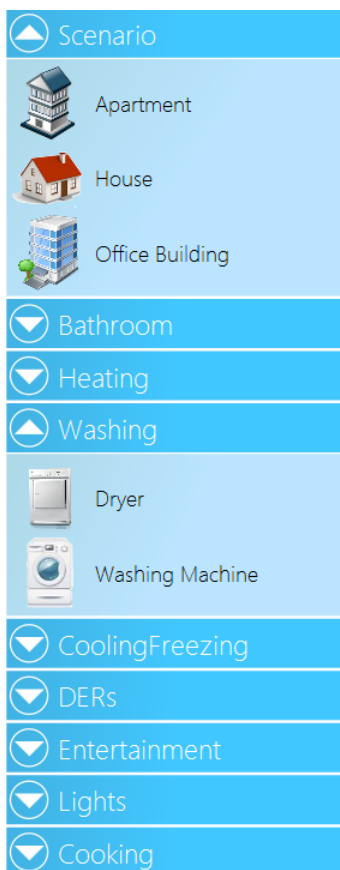 Scenario
Apartment
House
Office Building
Bathroom
Heating
Washing
Dryer
Washing Machine
CoolingFreezing
DERs
Entertainment
Lights
Cooking